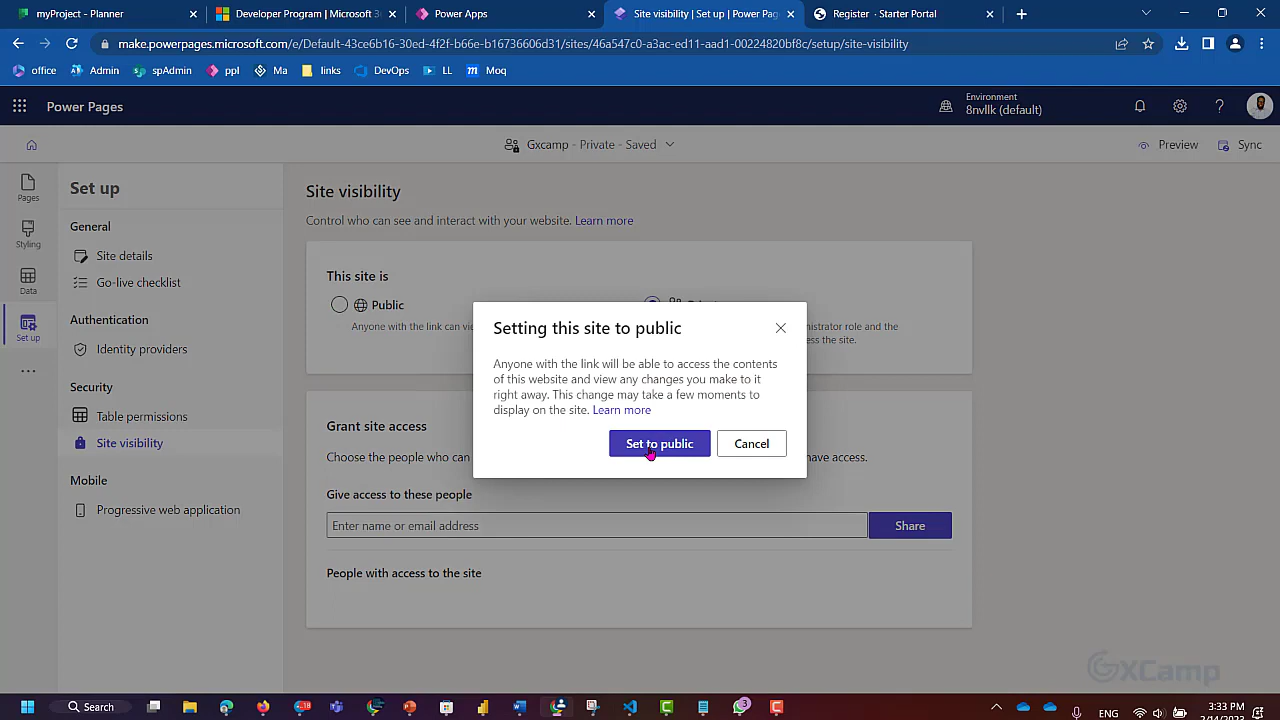 myProject - Planner
Developer Program | Microsoft 3
Power Apps
Site visibility | Set up | Power Pag
Register · Starter Portal
make.powerpages.microsoft.com/e/Default-43ce6b16-30ed-4f2f-b66e-b16736606d31/sites/46a547c0-a3ac-ed11-aad1-00224820bf8c/setup/site-visibility
office
Admin
spAdmin
ppl
Ma
links
DevOps
LL
Moq
Power Pages
Environment
8nvllk (default)
Gxcamp - Private - Saved
Preview
Sync
Pages
Styling
Data
Set up
Set up
General
Site details
Go-live checklist
Authentication
Identity providers
Security
Table permissions
Site visibility
Mobile
Progressive web application
Site visibility
Control who can see and interact with your website. Learn more
This site is
Public
Anyone with the link can vie
ministrator role and the
ess the site.
Setting this site to public
Anyone with the link will be able to access the contents
of this website and view any changes you make to it
right away. This change may take a few moments to
display on the site. Learn more
Set to public
Cancel
Grant site access
Choose the people who can
have access.
Give access to these people
Enter name or email address
Share
People with access to the site
GXCamp
Search
18
3
ENG
3:33 PM